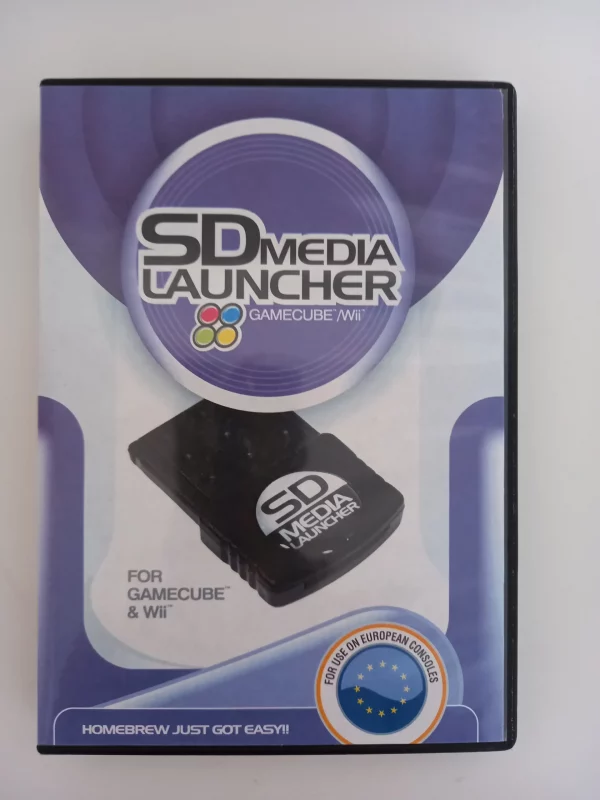 SD MEDIA
LAUNCHER
GAMECUBE™/Wii™
SD
MEDIA
LAUNCHER
FOR
GAMECUBE™
& Wii™
FOR USE ON EUROPEAN CONSOLES
HOMEBREW JUST GOT EASY!!